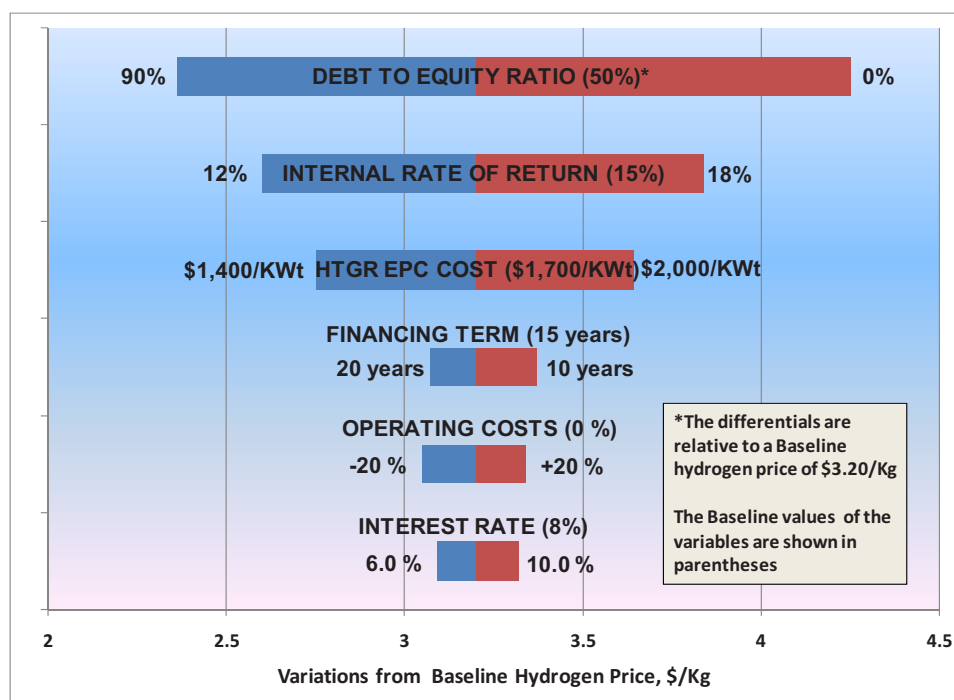 90% DEBT TO EQUITY RATIO (50%)* 0%
12% INTERNAL RATE OF RETURN (15%) 18%
$1,400/KWt HTGR EPC COST ($1,700/KWt) $2,000/KWt
FINANCING TERM (15 years)
20 years 10 years
OPERATING COSTS (0 %)
-20 % +20 %
INTEREST RATE (8%)
6.0 % 10.0 %
*The differentials are
relative to a Baseline
hydrogen price of $3.20/Kg
The Baseline values of the
variables are shown in
parentheses
2 2.5 3 3.5 4 4.5
Variations from Baseline Hydrogen Price, $/Kg